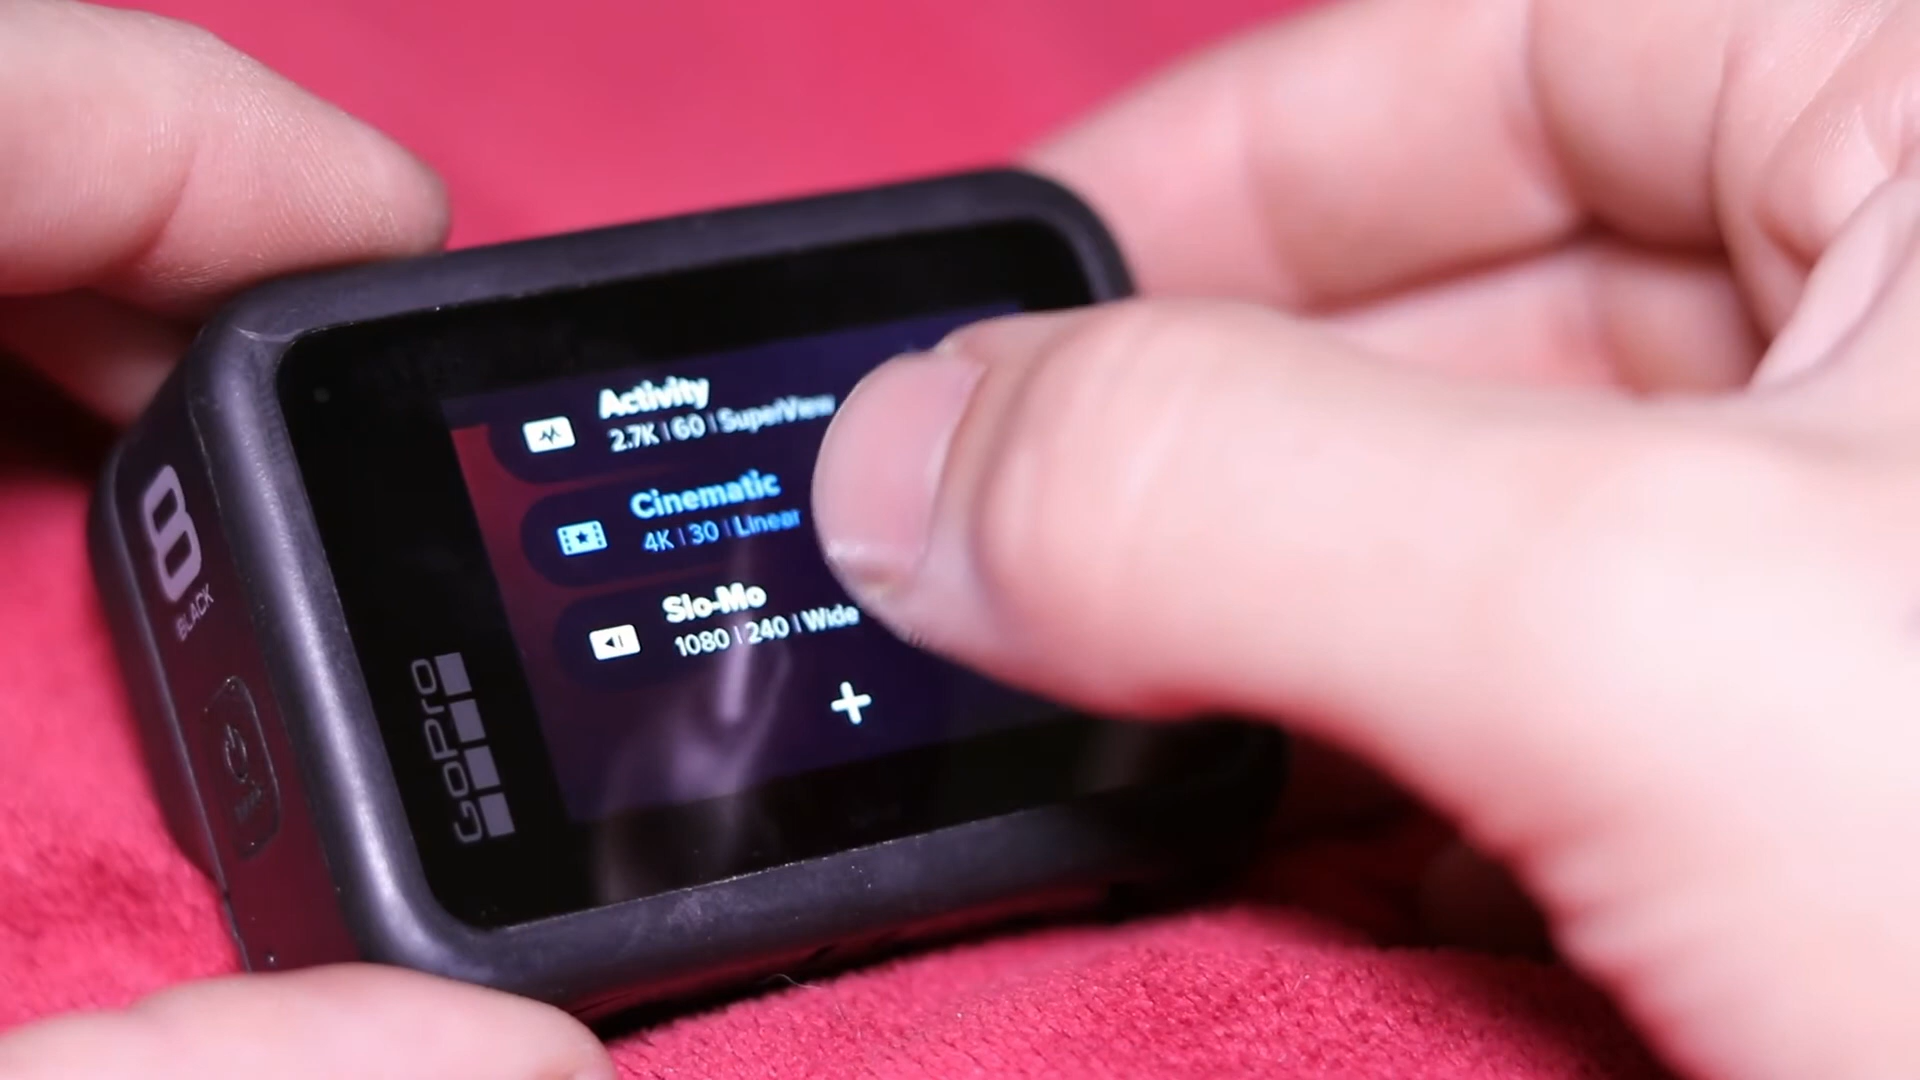 Activity
2.7K | 60 | SuperView
Cinematic
4K | 30 | Linear
Slo-Mo
1080 | 240 | Wide
+
GoPro
8
BLACK